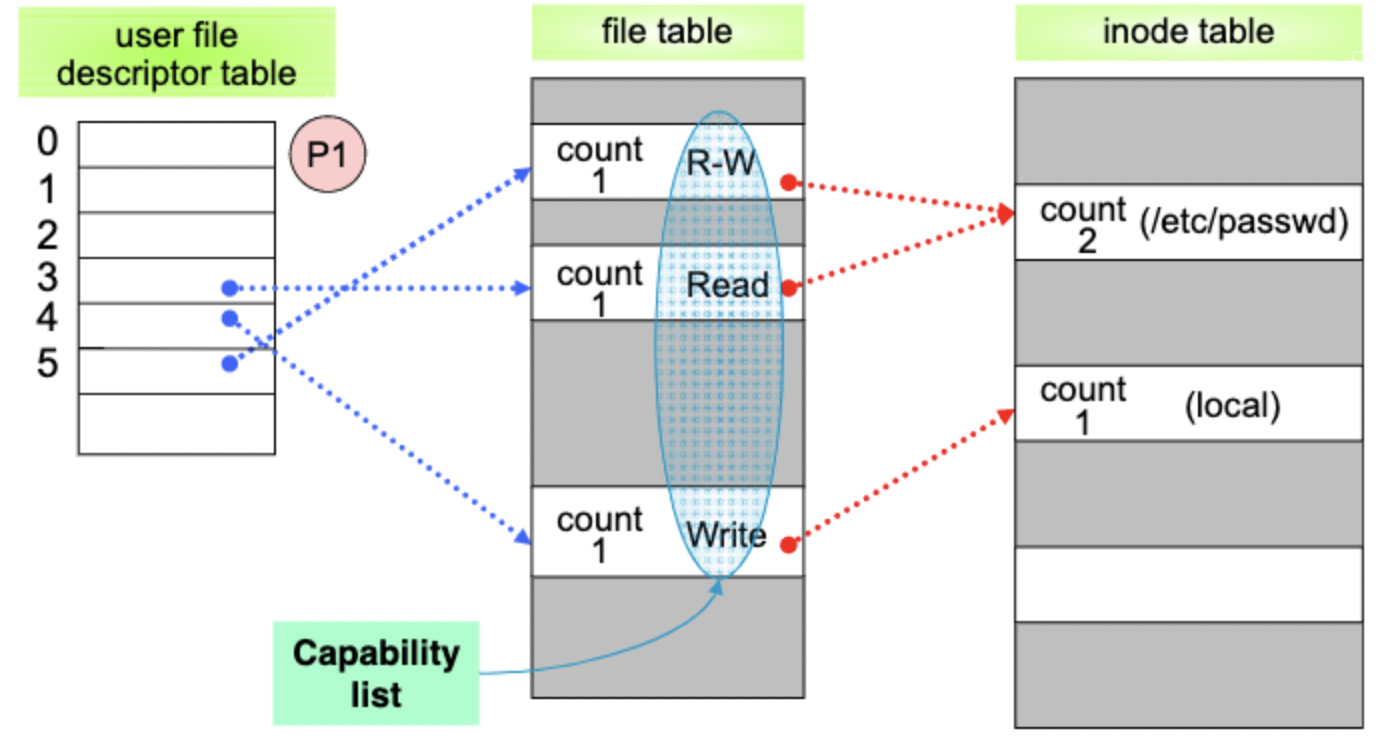 user file
descriptor table
file table
inode table
0
1
2
3
4
5
P1
count
1
R-W
count
1
Read
count
1
Write
count
2
(/etc/passwd)
count
1
(local)
Capability
list